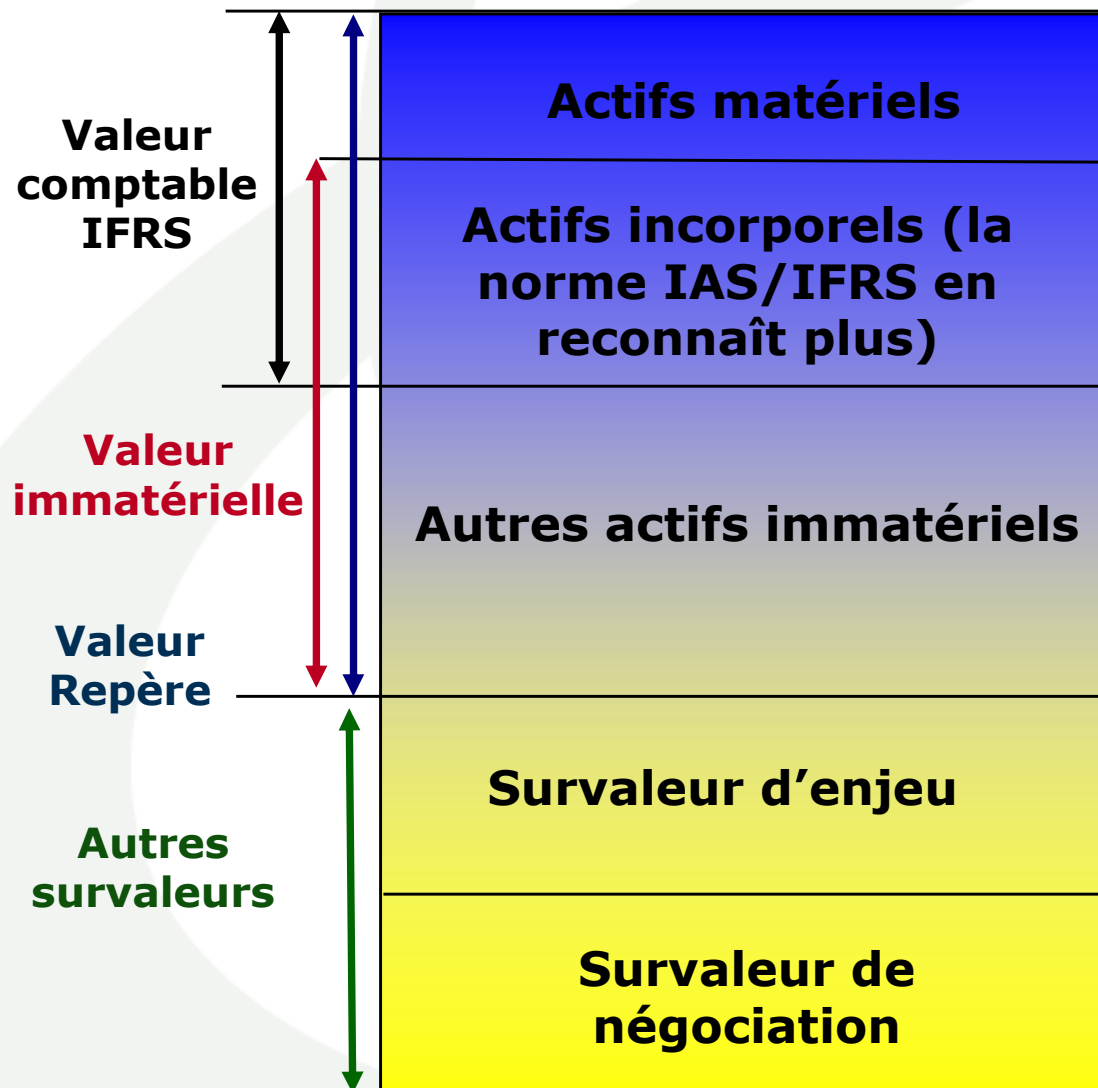 Actifs matériels
Valeur
comptable
IFRS
Actifs incorporels (la
norme IAS/IFRS en
reconnaît plus)
Valeur
immatérielle
Autres actifs immatériels
Valeur
Repère
Survaleur d’enjeu
Autres
survaleurs
Survaleur de
négociation